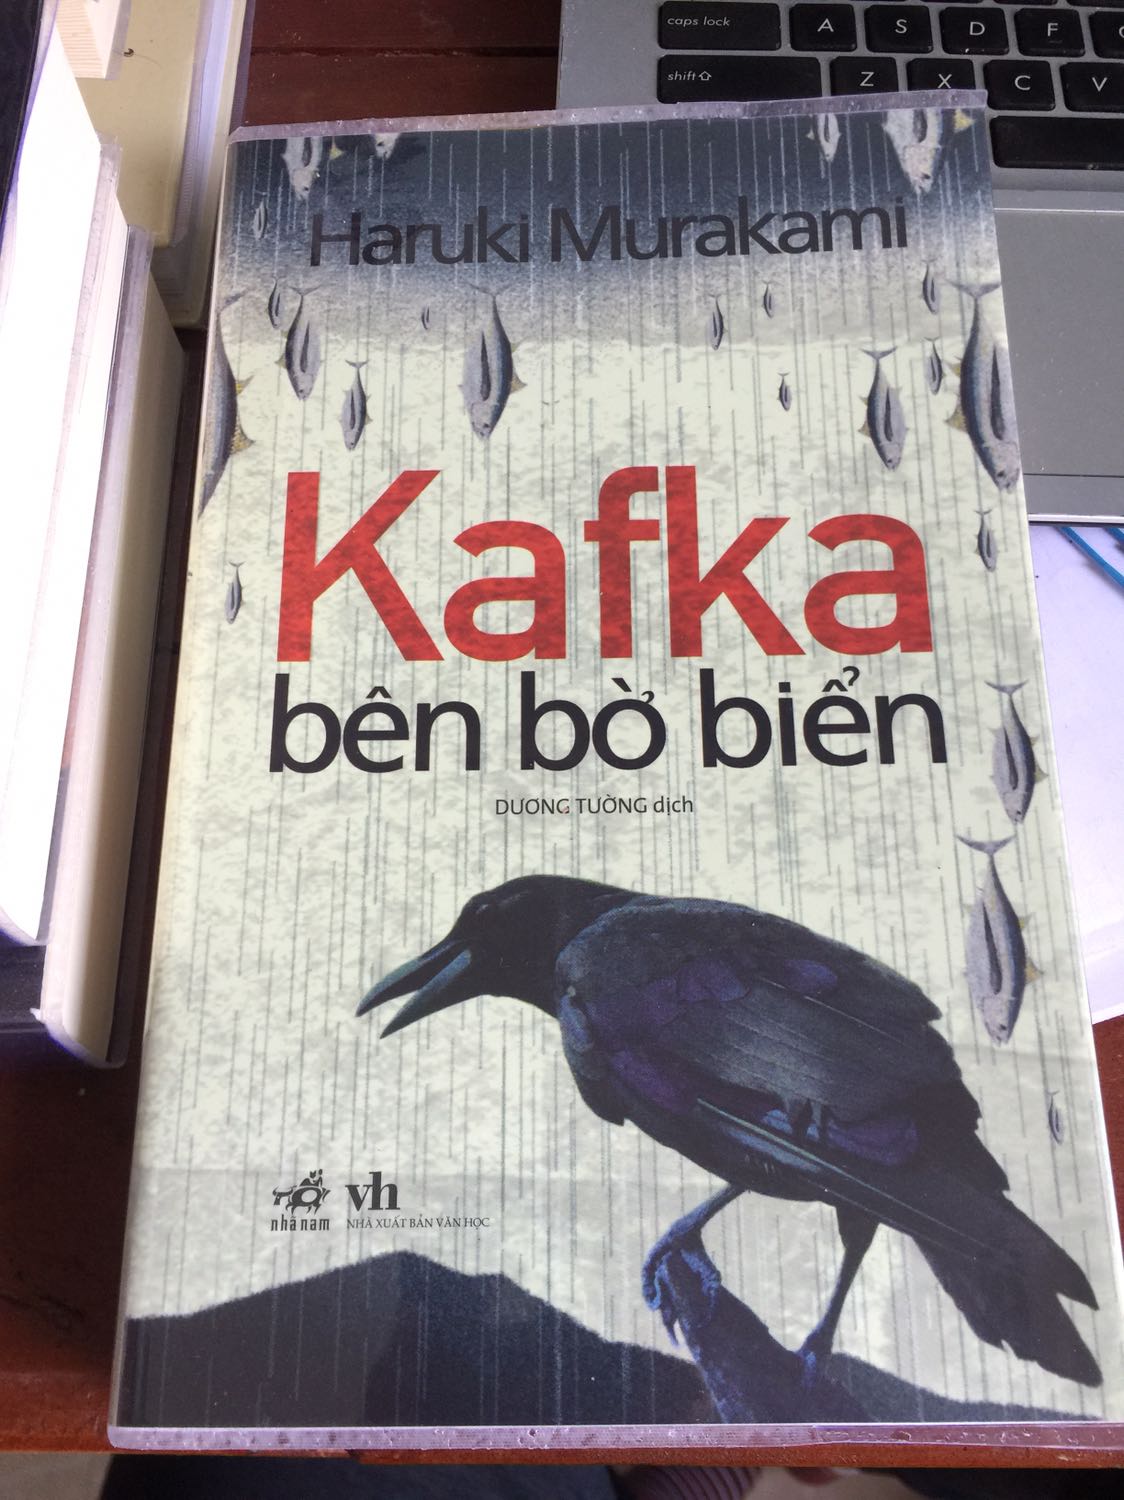 caps lock
A
S
D
F
shift
Z
X
C
V
Haruki Murakami
Kafka
bên bờ biển
DƯƠNG TƯỜNG dịch
nhã nam
vh
NHÀ XUẤT BẢN VĂN HỌC